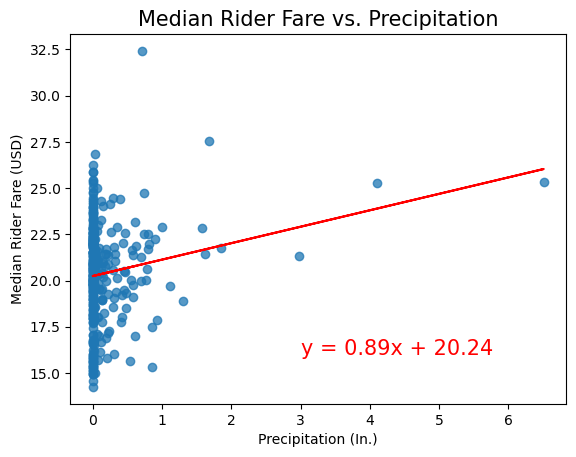 Median Rider Fare vs. Precipitation
32.5
30.0
27.5
25.0
22.5
20.0
17.5
15.0
Median Rider Fare (USD)
y = 0.89x + 20.24
0 1 2 3 4 5 6
Precipitation (In.)